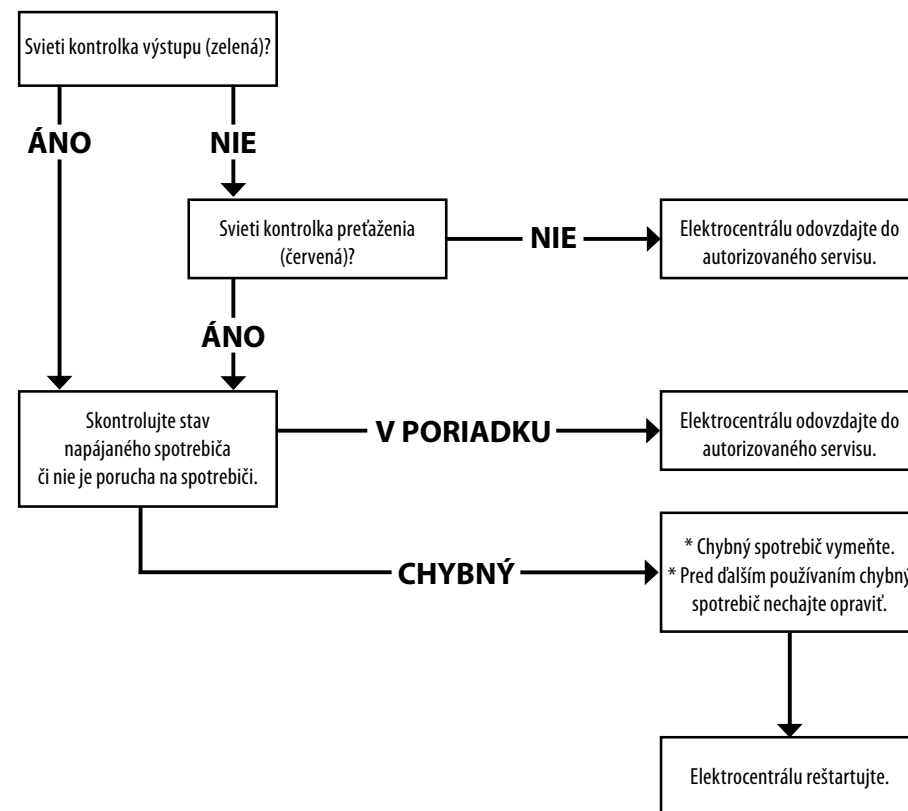 Svieti kontrolka výstupu (zelená)?
ÁNO
NIE
Svieti kontrolka preťaženia
(červená)?
NIE
Elektrocentrálu odovzdajte do
autorizovaného servisu.
ÁNO
Skontrolujte stav
napájaného spotrebiča
či nie je porucha na spotrebiči.
V PORIADKU
Elektrocentrálu odovzdajte do
autorizovaného servisu.
CHYBNÝ
* Chybný spotrebič vymeňte.
* Pred ďalším používaním chybný
spotrebič nechajte opraviť.
Elektrocentrálu reštartujte.